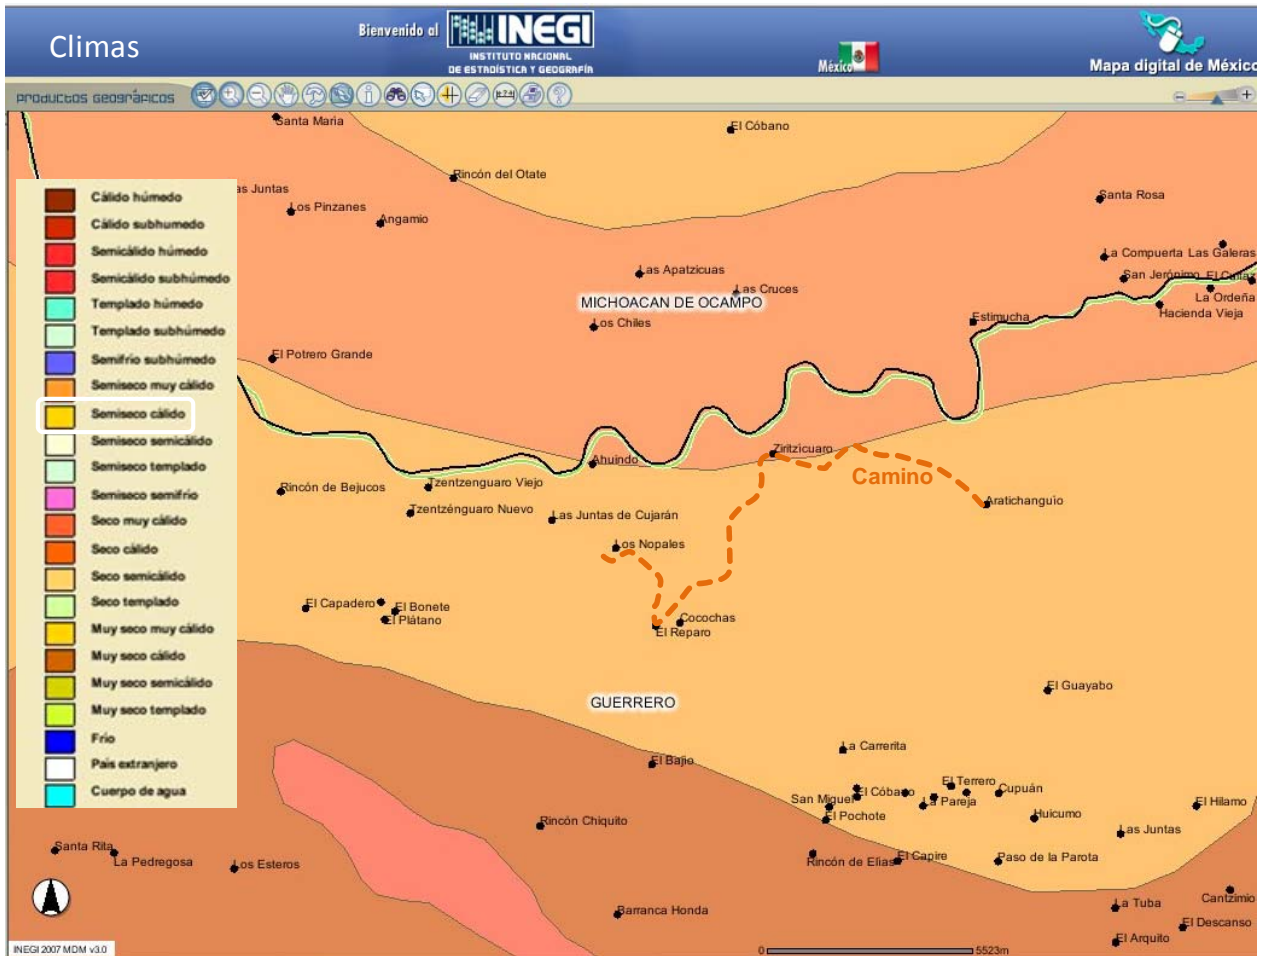 Climas
Bienvenido al INEGI
INSTITUTO NACIONAL
DE ESTADÍSTICA Y GEOGRAFÍA
México
Mapa digital de México
PRODUCTOS GEOGRÁFICOS
Santa Maria
El Cóbano
Rincón del Otate
as Juntas
Los Pinzanes
Angamio
Santa Rosa
Las Apatzicuas
Las Cruces
MICHOACAN DE OCAMPO
Los Chiles
La Compuerta Las Galeras
San Jerónimo
La Ordeña
Hacienda Vieja
Estimucha
El Potrero Grande
Cálido húmedo
Cálido subhumedo
Semicálido húmedo
Semicálido subhúmedo
Templado húmedo
Templado subhúmedo
Semifrío subhúmedo
Semiseco muy cálido
Semiseco cálido
Semiseco semicálido
Semiseco templado
Semiseco semifrío
Seco muy cálido
Seco cálido
Seco semicálido
Seco templado
Muy seco muy cálido
Muy seco cálido
Muy seco semicálido
Muy seco templado
Frío
País extranjero
Cuerpo de agua
Ziritzicuaro
Ahuindo
Camino
Rincón de Bejucos
Tzentzenguaro Viejo
Tzentzénguaro Nuevo
Las Juntas de Cujarán
Aratichanguio
Los Nopales
El Capadero
El Bonete
El Plátano
Cocochas
El Reparo
GUERRERO
El Guayabo
La Carrerita
El Bajio
El Cóbano
El Terrero
Cupuán
San Miguel
La Pareja
El Pochote
Huicumo
El Hilamo
Las Juntas
Rincón Chiquito
Rincón de Elias
El Capire
Paso de la Parota
Santa Rita
La Pedregosa
Los Esteros
Barranca Honda
La Tuba
Cantzimio
El Descanso
El Arquito
INEGI 2007 MDM v3.0
0 5523m